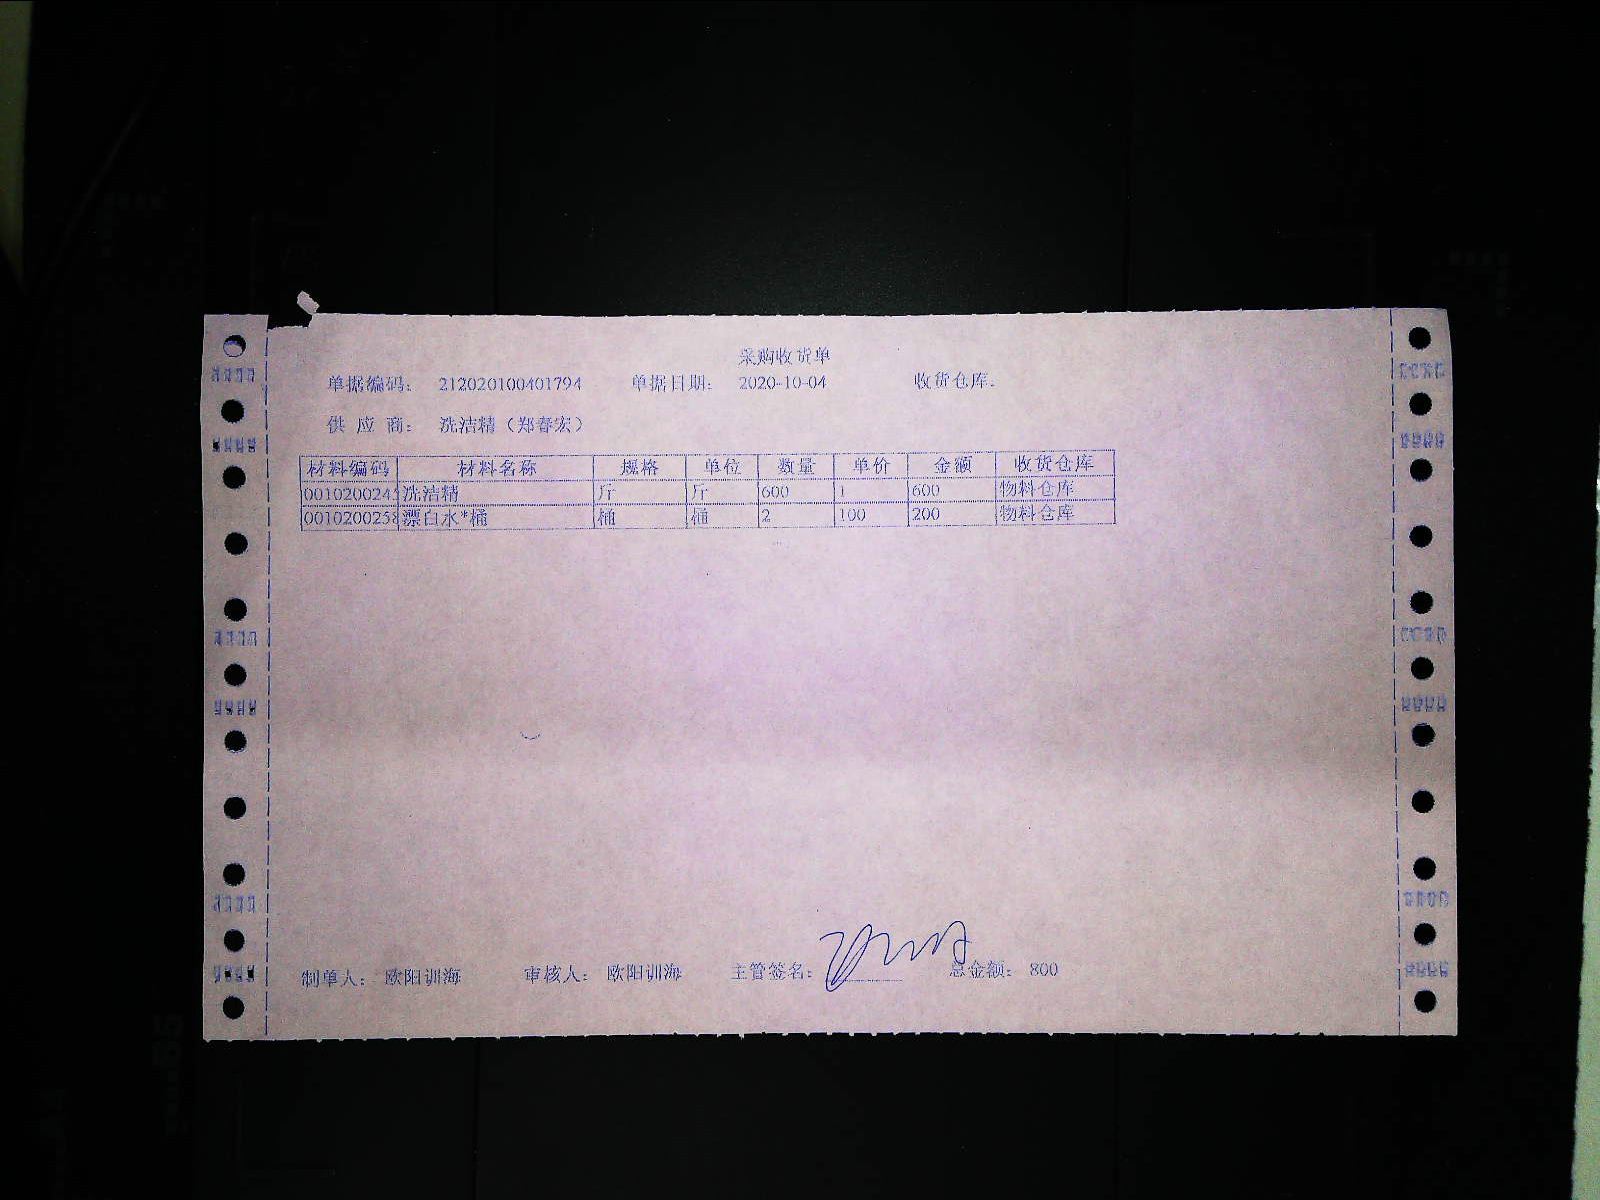 采购收货单
单据编码： 212020100401794 单据日期： 2020-10-04 收货仓库：
供 应 商： 洗洁精（郑春宏）
材料编码 材料名称 规格 单位 数量 单价 金额 收货仓库
0010200245 洗洁精 斤 斤 600 1 600 物料仓库
0010200258 漂白水*桶 桶 桶 2 100 200 物料仓库
制单人： 欧阳训海 审核人： 欧阳训海 主管签名： 总金额： 800